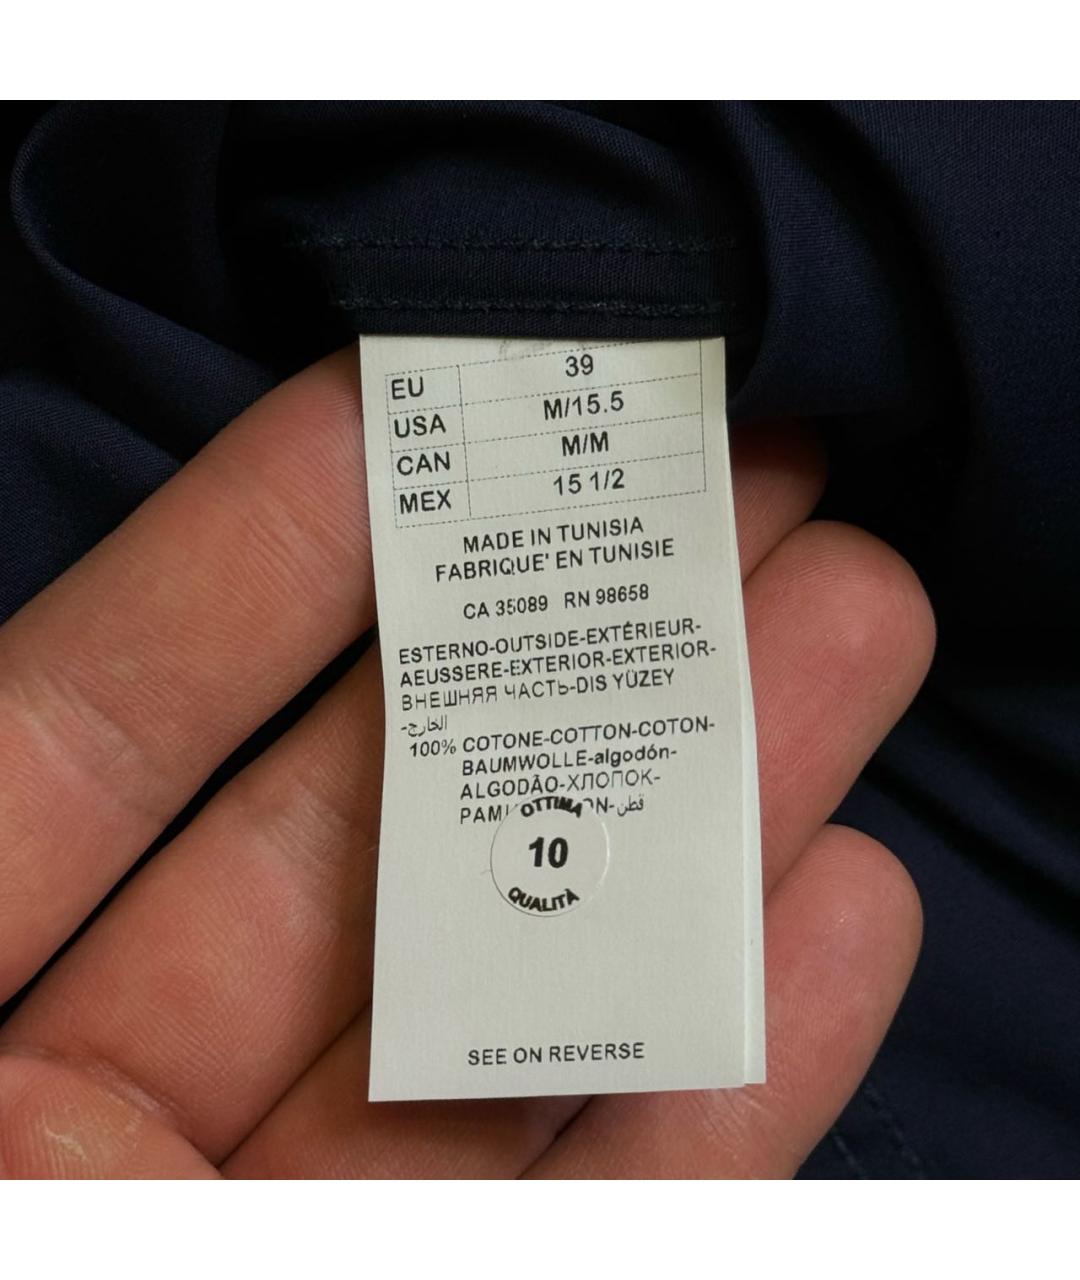 EU 39
USA M/15.5
CAN M/M
MEX 15 1/2
MADE IN TUNISIA
FABRIQUE' EN TUNISIE
CA 35089 RN 98658
ESTERNO-OUTSIDE-EXTÉRIEUR-
AEUSSERE-EXTERIOR-EXTERIOR-
ВНЕШНЯЯ ЧАСТЬ-DIS YÜZEY
-الخارج-
100% COTONE-COTTON-COTON-
BAUMWOLLE-algodón-
ALGODÃO-ХЛОПОК-
قطن-
OTTIMA
10
QUALITÀ
SEE ON REVERSE